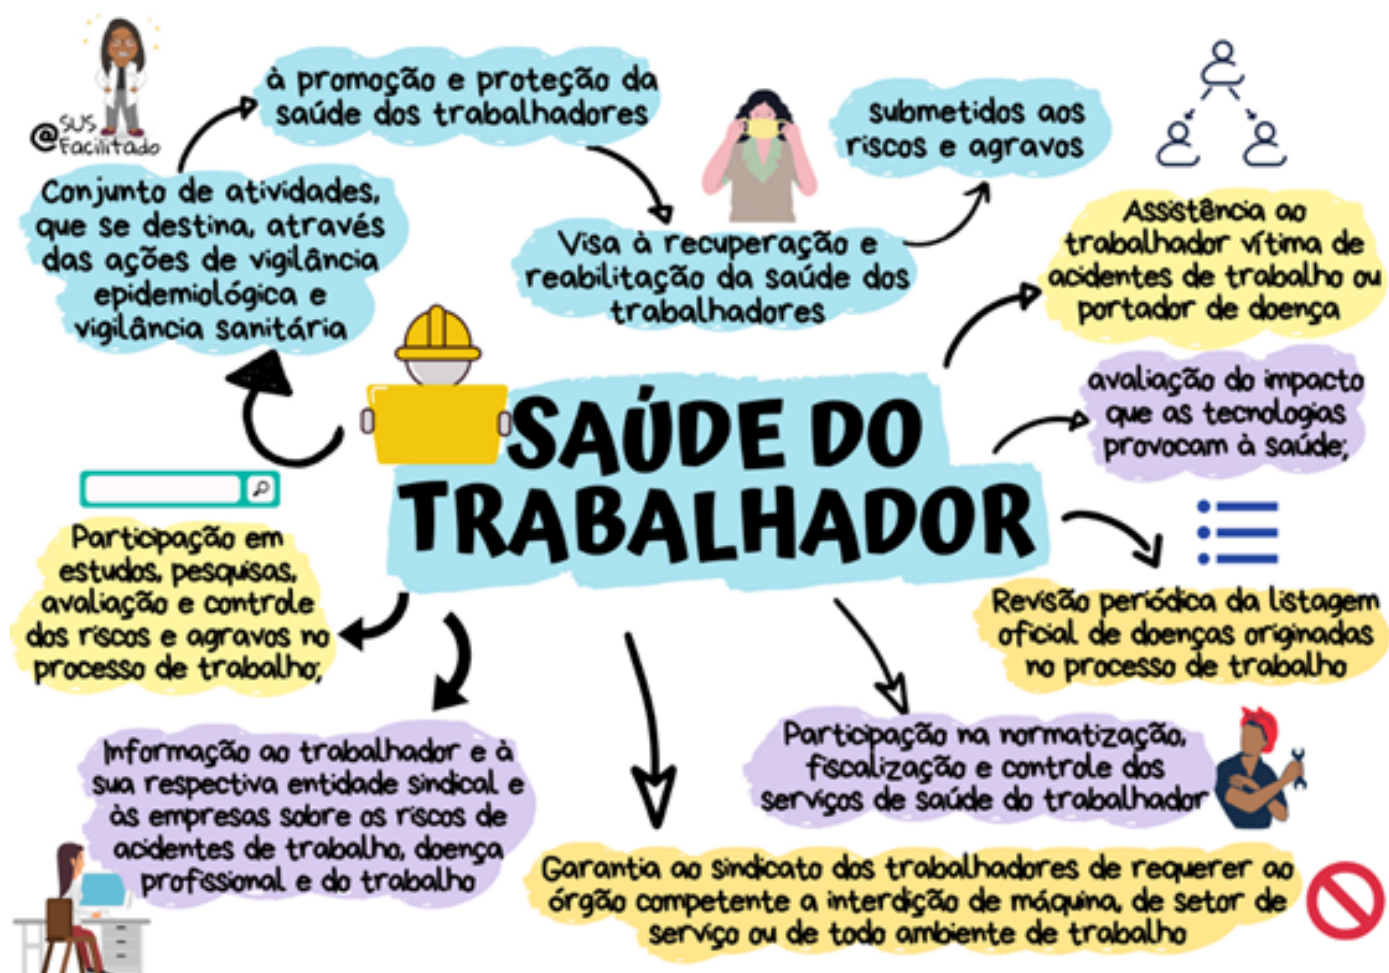 @SUS
Facilitado
Conjunto de atividades,
que se destina, através
das ações de vigilância
epidemiológica e
vigilância sanitária
à promoção e proteção da
saúde dos trabalhadores
Visa à recuperação e
reabilitação da saúde dos
trabalhadores
submetidos aos
riscos e agravos
SAÚDE DO
TRABALHADOR
Assistência ao
trabalhador vítima de
acidentes de trabalho ou
portador de doença
avaliação do impacto
que as tecnologias
provocam à saúde;
Revisão periódica da listagem
oficial de doenças originadas
no processo de trabalho
Participação na normatização,
fiscalização e controle dos
serviços de saúde do trabalhador
Garantia ao sindicato dos trabalhadores de requerer ao
órgão competente a interdição de máquina, de setor de
serviço ou de todo ambiente de trabalho
Informação ao trabalhador e à
sua respectiva entidade sindical e
às empresas sobre os riscos de
acidentes de trabalho, doença
profissional e do trabalho
Participação em
estudos, pesquisas,
avaliação e controle
dos riscos e agravos no
processo de trabalho;